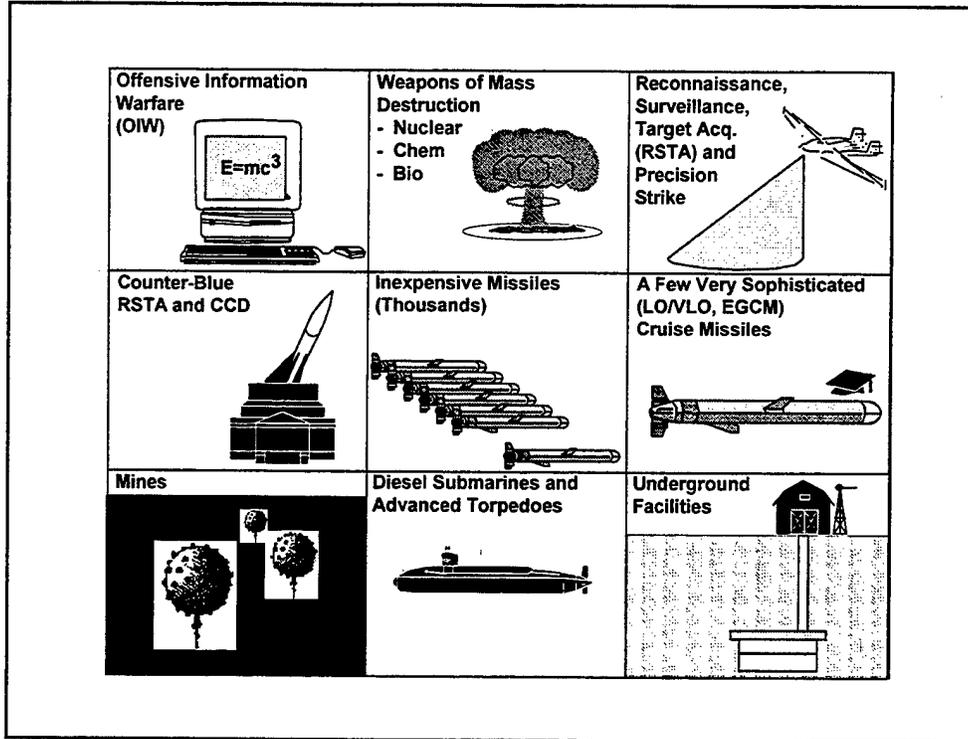 Offensive Information
Warfare
(OIW)
E=mc³
Weapons of Mass
Destruction
- Nuclear
- Chem
- Bio
Reconnaissance,
Surveillance,
Target Acq.
(RSTA) and
Precision
Strike
Counter-Blue
RSTA and CCD
Inexpensive Missiles
(Thousands)
A Few Very Sophisticated
(LO/VLO, EGCM)
Cruise Missiles
Mines
Diesel Submarines and
Advanced Torpedoes
Underground
Facilities